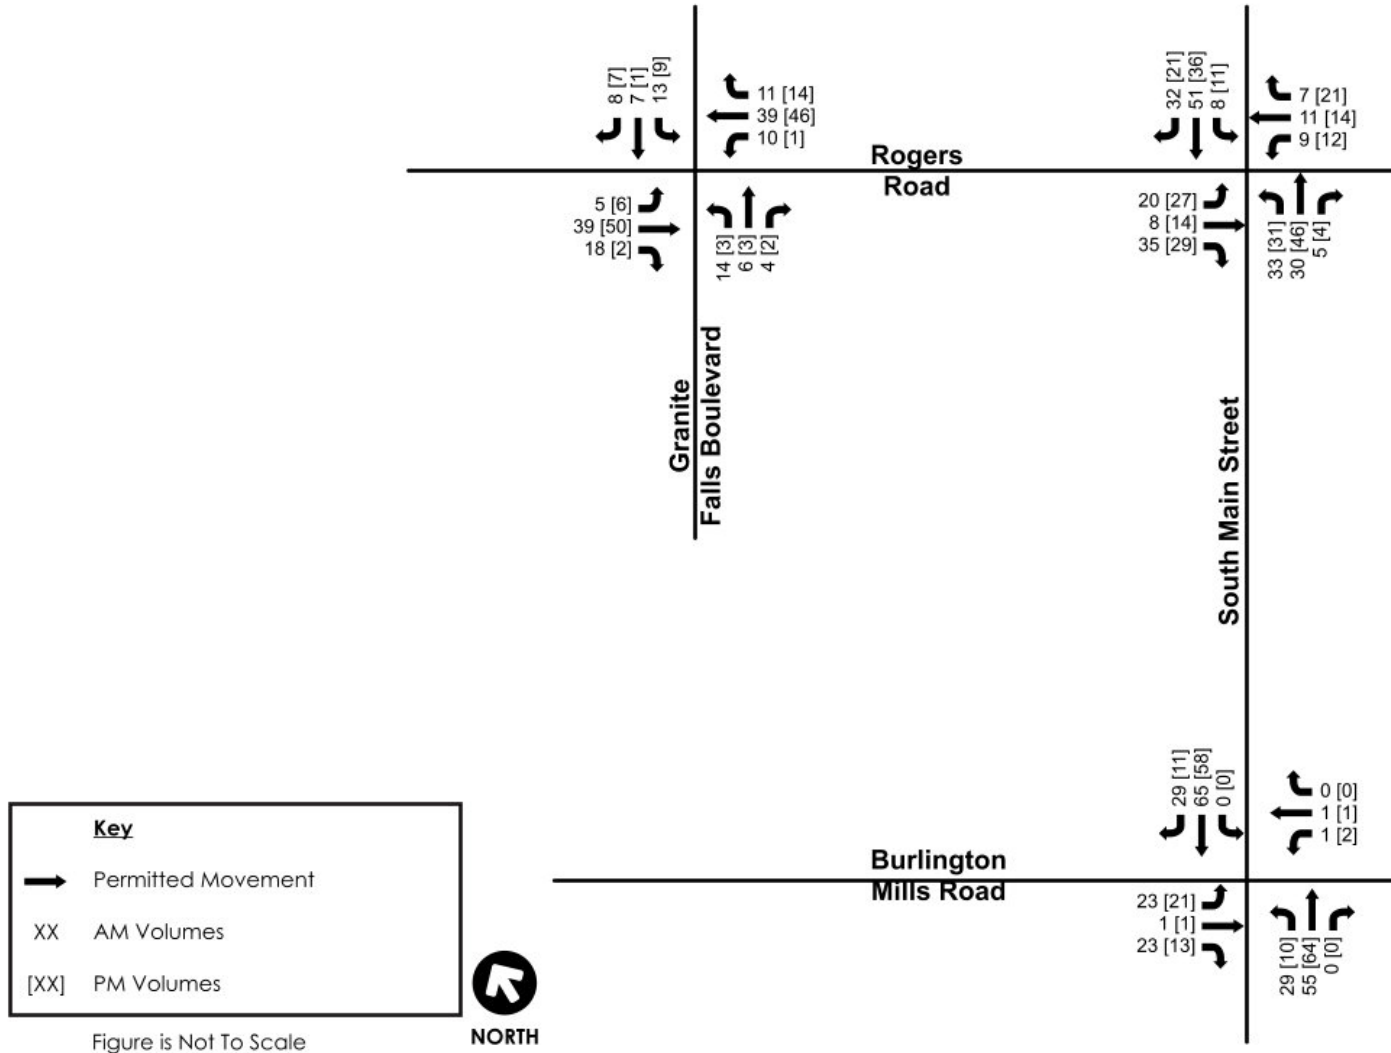 8 [7]
7 [1]
13 [9]
11 [14]
39 [46]
10 [1]
32 [21]
51 [36]
8 [11]
7 [21]
11 [14]
9 [12]
Rogers
Road
5 [6]
39 [50]
18 [2]
14 [3]
6 [3]
4 [2]
20 [27]
8 [14]
35 [29]
33 [31]
30 [46]
5 [4]
Granite
Falls Boulevard
South Main Street
29 [11]
65 [58]
0 [0]
0 [0]
1 [1]
1 [2]
Burlington
Mills Road
23 [21]
1 [1]
23 [13]
29 [10]
55 [64]
0 [0]
Key
Permitted Movement
XX AM Volumes
[XX] PM Volumes
Figure is Not To Scale
NORTH